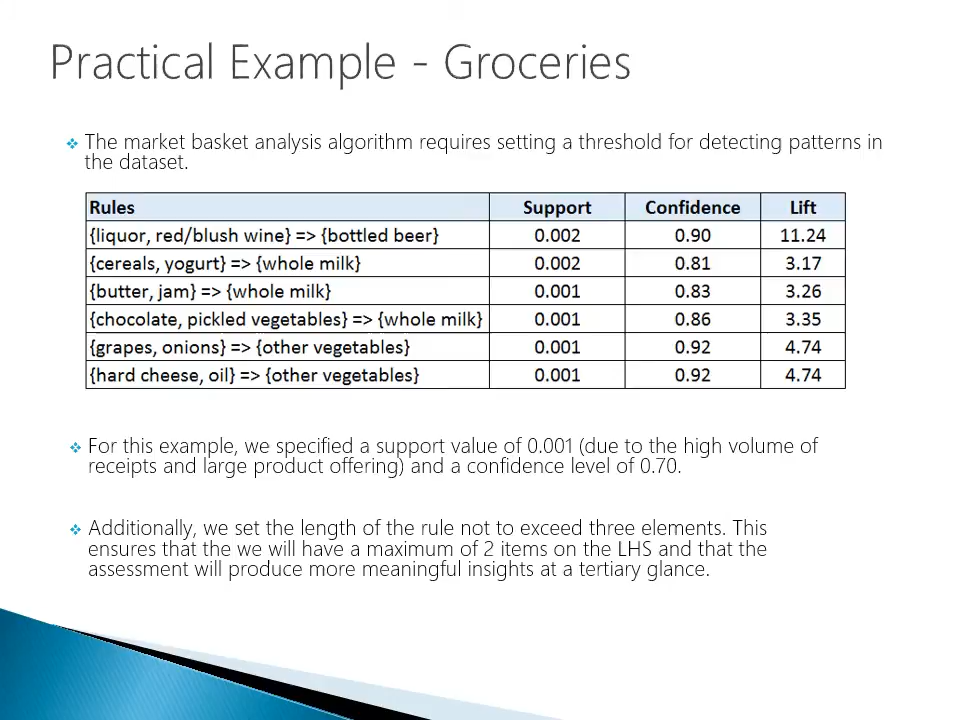 Practical Example - Groceries
The market basket analysis algorithm requires setting a threshold for detecting patterns in
the dataset.
Rules Support Confidence Lift
{liquor, red/blush wine} => {bottled beer} 0.002 0.90 11.24
{cereals, yogurt} => {whole milk} 0.002 0.81 3.17
{butter, jam} => {whole milk} 0.001 0.83 3.26
{chocolate, pickled vegetables} => {whole milk} 0.001 0.86 3.35
{grapes, onions} => {other vegetables} 0.001 0.92 4.74
{hard cheese, oil} => {other vegetables} 0.001 0.92 4.74
For this example, we specified a support value of 0.001 (due to the high volume of
receipts and large product offering) and a confidence level of 0.70.
Additionally, we set the length of the rule not to exceed three elements. This
ensures that the we will have a maximum of 2 items on the LHS and that the
assessment will produce more meaningful insights at a tertiary glance.